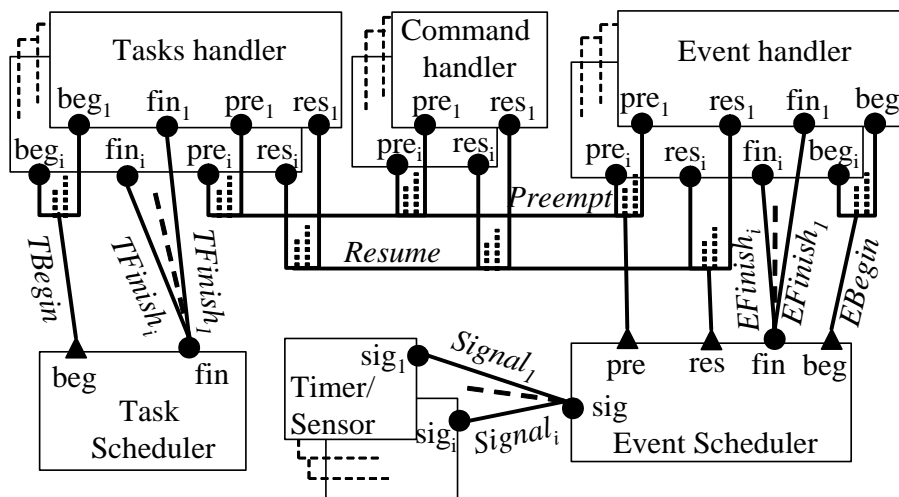 Tasks handler
Command
handler
Event handler
beg₁ fin₁ pre₁ res₁
pre₁ res₁
pre₁ res₁ fin₁ beg
begᵢ finᵢ preᵢ resᵢ
preᵢ resᵢ
preᵢ resᵢ finᵢ begᵢ
Preempt
Resume
TBegin
TFinishᵢ
TFinish₁
EFinishᵢ
EFinish₁
EBegin
beg fin
Task
Scheduler
sig₁
Timer/
Sensor
sigᵢ
Signal₁
Signalᵢ
pre res fin beg
sig
Event Scheduler